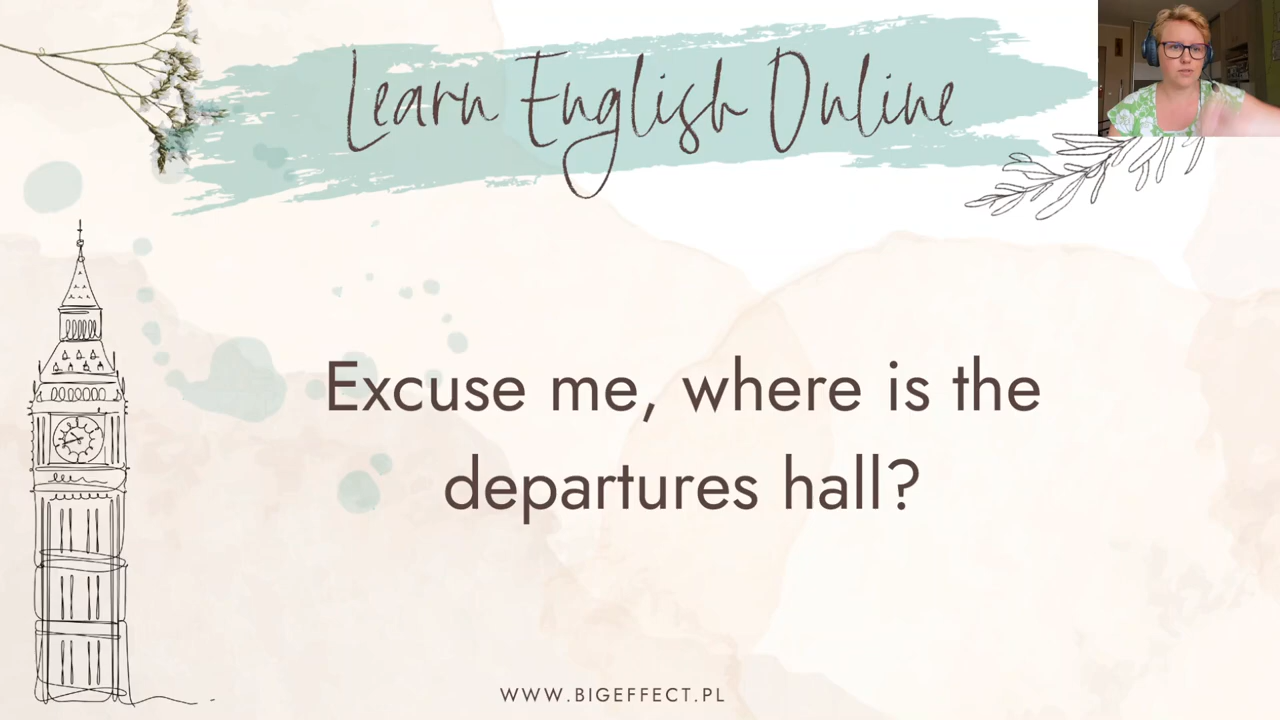 Learn English Online
Excuse me, where is the
departures hall?
WWW.BIGEFFECT.PL